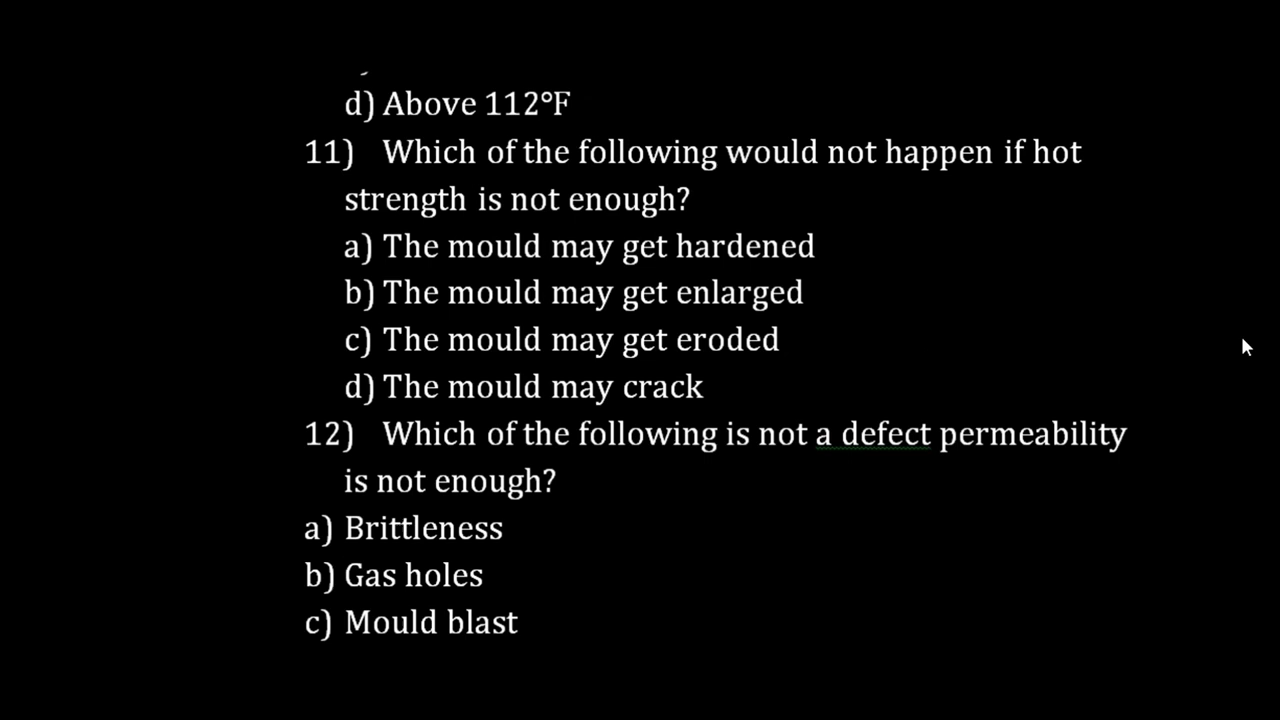 d) Above 112°F
11) Which of the following would not happen if hot
strength is not enough?
a) The mould may get hardened
b) The mould may get enlarged
c) The mould may get eroded
d) The mould may crack
12) Which of the following is not a defect permeability
is not enough?
a) Brittleness
b) Gas holes
c) Mould blast